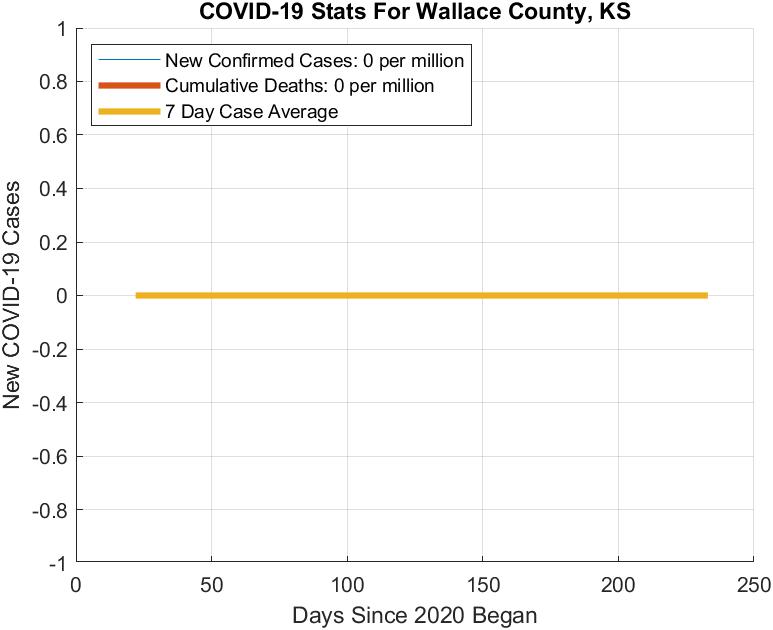 COVID-19 Stats For Wallace County, KS
New Confirmed Cases: 0 per million
Cumulative Deaths: 0 per million
7 Day Case Average
New COVID-19 Cases
1
0.8
0.6
0.4
0.2
0
-0.2
-0.4
-0.6
-0.8
-1
0 50 100 150 200 250
Days Since 2020 Began